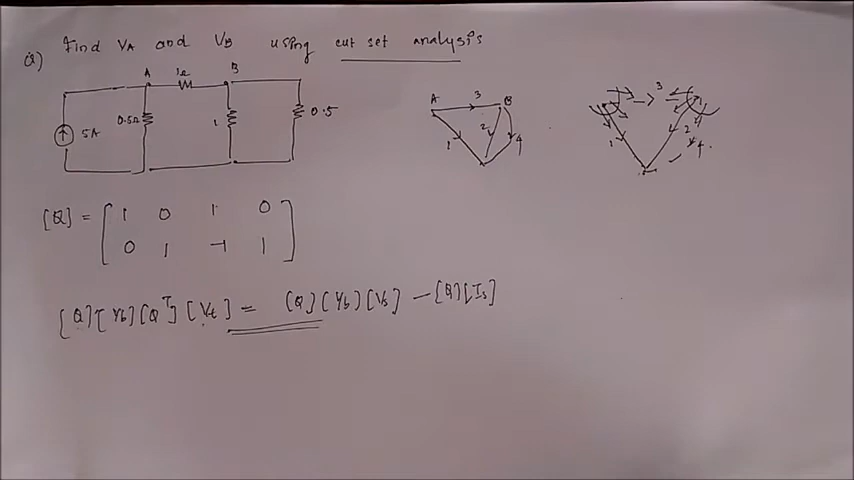 Q) Find VA and VB using cut set analysis
A 1Ω B
5A 0.5Ω 1 0.5
A 3 B
1 2 4
3
1 2 4
[Q] = [ 1 0 1 0
0 1 -1 1 ]
[Q][Yb][Q^T][Vt] = [Q][Yb][Vs] - [Q][Is]